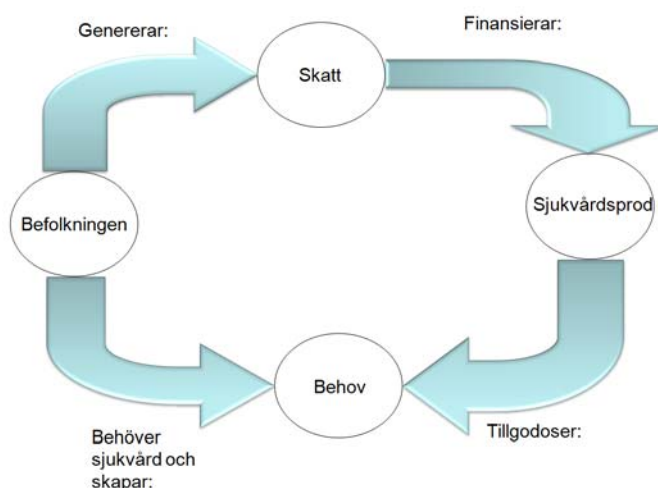 Genererar:
Finansierar:
Skatt
Befolkningen
Sjukvårdsprod
Behov
Behöver
sjukvård och
skapar:
Tillgodoser: